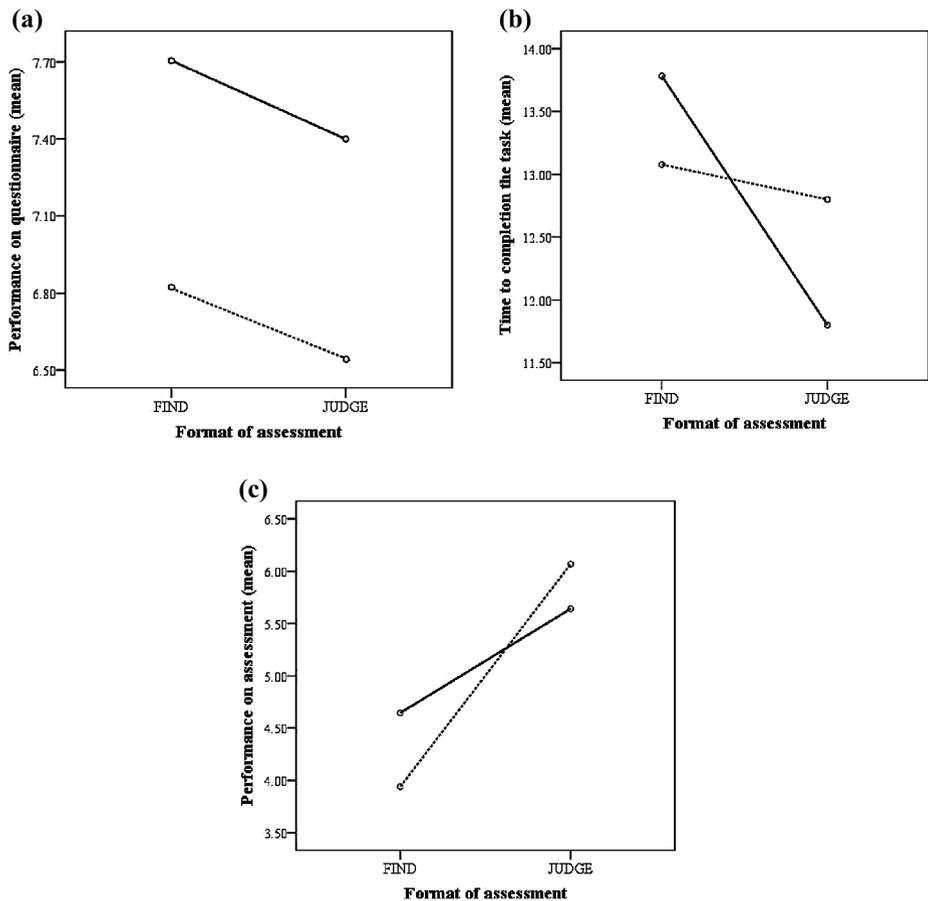 (a)
Performance on questionnaire (mean)
7.70
7.40
7.10
6.80
6.50
FIND
JUDGE
Format of assessment
(b)
Time to completion the task (mean)
14.00
13.50
13.00
12.50
12.00
11.50
FIND
JUDGE
Format of assessment
(c)
Performance on assessment (mean)
6.50
6.00
5.50
5.00
4.50
4.00
3.50
FIND
JUDGE
Format of assessment